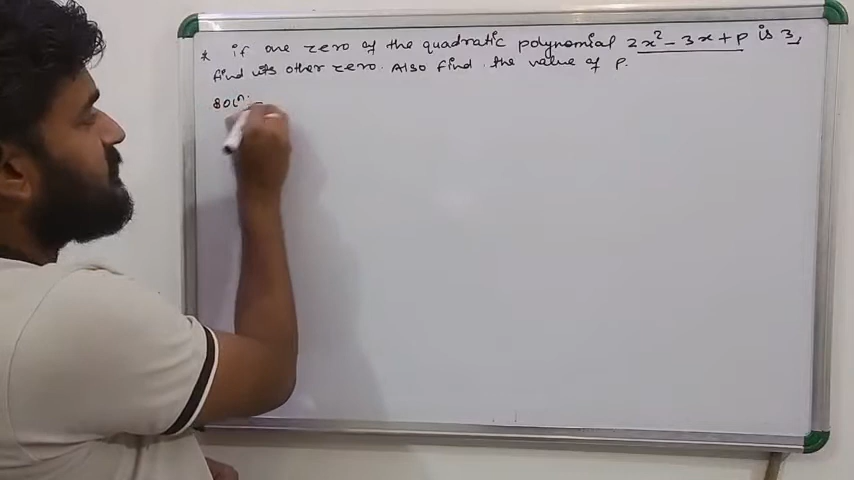 * if one zero of the quadratic polynomial 2x² - 3x + p is 3,
find its other zero. Also find the value of p.
Solⁿ: -